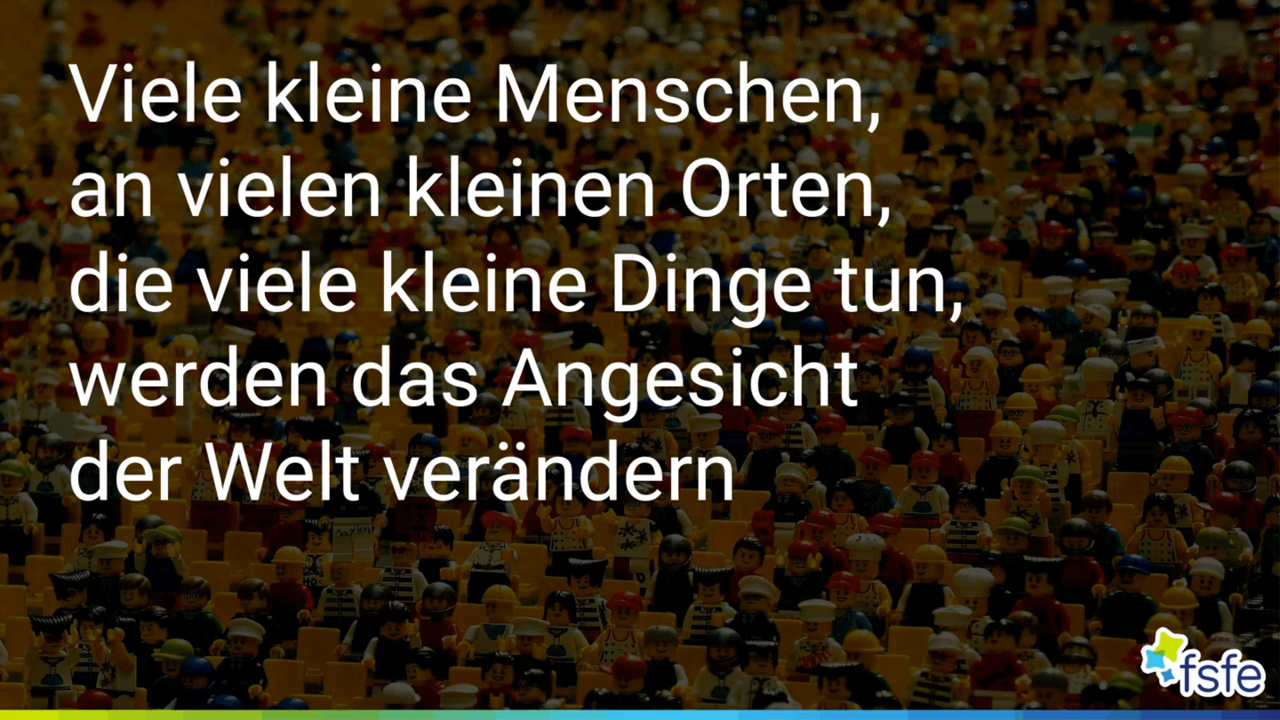 Viele kleine Menschen,
an vielen kleinen Orten,
die viele kleine Dinge tun,
werden das Angesicht
der Welt verändern
fsfe